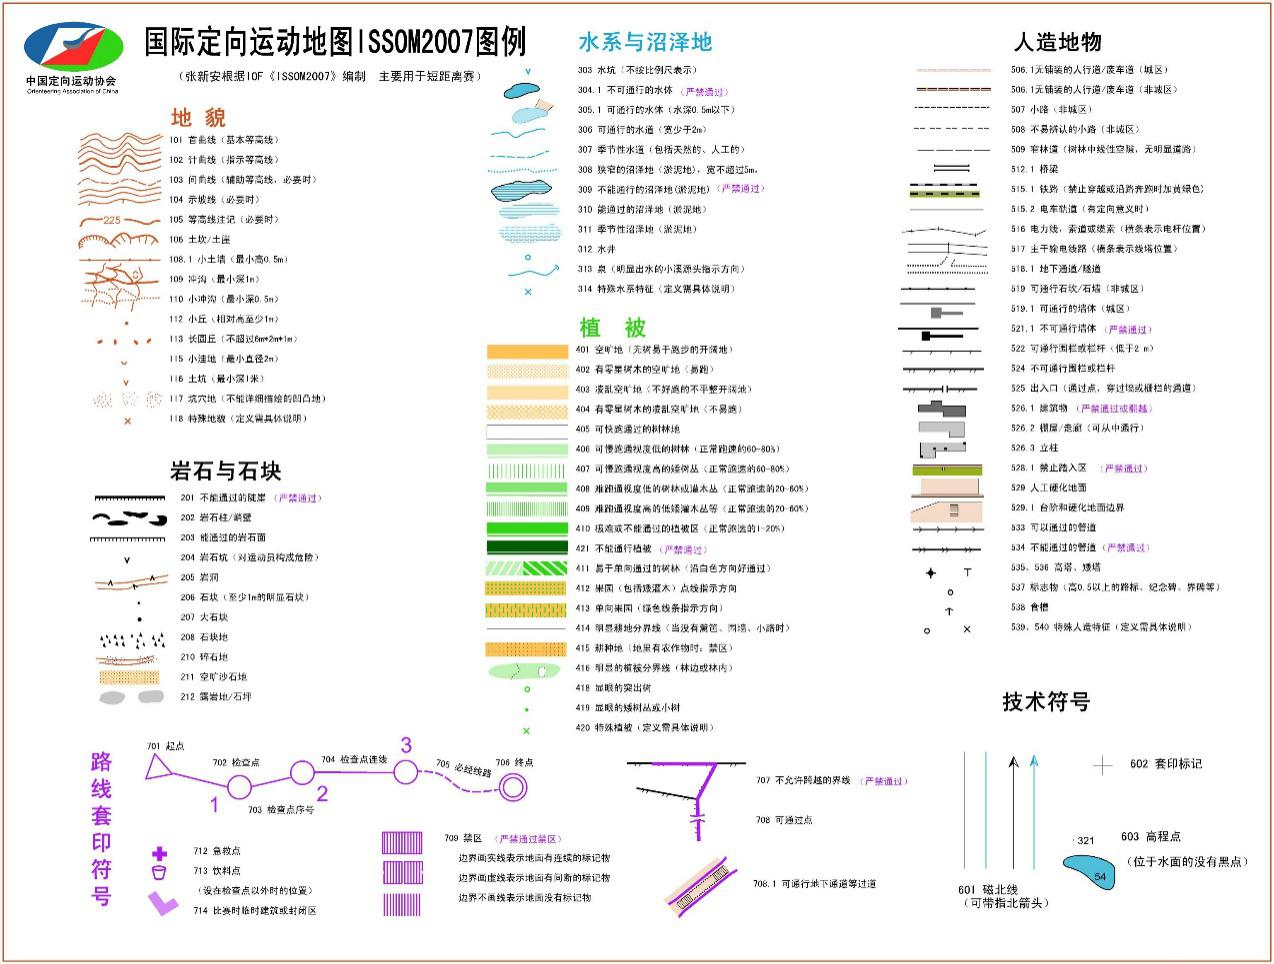 中国定向运动协会
Orienteering Association of China
国际定向运动地图ISSOM2007图例
（张新安根据IOF《ISSOM2007》编制 主要用于短距离赛）
地 貌
101 首曲线（基本等高线）
102 计曲线（指示等高线）
103 间曲线（辅助等高线，必要时）
104 示坡线（必要时）
225
105 等高线注记（必要时）
106 土坎/土崖
108.1 小土墙（最小高0.5m）
109 冲沟（最小深1m）
110 小冲沟（最小深0.5m）
112 小丘（相对高至少1m）
113 长圆丘（不超过6m*2m*1m）
115 小洼地（最小直径2m）
116 土坑（最小深1米）
117 坑穴地（不能详细描绘的凹凸地）
118 特殊地貌（定义需具体说明）
岩石与石块
201 不能通过的陡崖（严禁通过）
202 岩石柱/峭壁
203 能通过的岩石面
204 岩石坑（对运动员构成危险）
205 岩洞
206 石块（至少1m的明显石块）
207 大石块
208 石块地
210 碎石地
211 空旷沙石地
212 露岩地/石坪
水系与沼泽地
303 水坑（不按比例尺表示）
304.1 不可通行的水体（严禁通过）
305.1 可通行的水体（水深0.5m以下）
306 可通行的水道（宽少于2m）
307 季节性水道（包括天然的、人工的）
308 狭窄的沼泽地（淤泥地），宽不超过5m。
309 不能通行的沼泽地(淤泥地)（严禁通过）
310 能通过的沼泽地（淤泥地）
311 季节性沼泽地（淤泥地）
312 水井
313 泉（明显出水的小溪源头指示方向）
314 特殊水系特征（定义需具体说明）
植 被
401 空旷地（无树易于跑步的开阔地）
402 有零星树木的空旷地（易跑）
403 凌乱空旷地（不好跑的不平整开阔地）
404 有零星树木的凌乱空旷地（不易跑）
405 可快跑通过的树林地
406 可慢跑通视度低的树林（正常跑速的60-80%）
407 可慢跑通视度高的矮树丛（正常跑速的60-80%）
408 难跑通视度低的树林或灌木丛（正常跑速的20-60%）
409 难跑通视度高的低矮灌木丛等（正常跑速的20-60%）
410 极难或不能通过的植被区（正常跑速的1-20%）
421 不能通行植被（严禁通过）
411 易于单向通过的树林（沿白色方向好通过）
412 果园（包括矮灌木）点线指示方向
413 单向果园（绿色线条指示方向）
414 明显耕地分界线（当没有篱笆、围墙、小路时）
415 耕种地（地里有农作物时：禁区）
416 明显的植被分界线（林边或林内）
418 显眼的突出树
419 显眼的矮树丛或小树
420 特殊植被（定义需具体说明）
人造地物
506.1无铺装的人行道/废车道（城区）
506.1无铺装的人行道/废车道（非城区）
507 小路（非城区）
508 不易辨认的小路（非城区）
509 窄林道（树林中线性空隙，无明显道路）
512.1 桥梁
515.1 铁路（禁止穿越或沿路奔跑时加黄绿色）
515.2 电车轨道（有定向意义时）
516 电力线，索道或缆索（横条表示电杆位置）
517 主干输电线路（横条表示线塔位置）
518.1 地下通道/隧道
519 可通行石坎/石墙（非城区）
519.1 可通行的墙体（城区）
521.1 不可通行墙体（严禁通过）
522 可通行围栏或栏杆（低于2 m）
524 不可通行围栏或栏杆
525 出入口（通过点，穿过墙或栅栏的通道）
526.1 建筑物（严禁通过或翻越）
526.2 棚屋/走廊（可从中通行）
526.3 立柱
528.1 禁止踏入区（严禁通过）
529 人工硬化地面
529.1 台阶和硬化地面边界
533 可以通过的管道
534 不能通过的管道（严禁通过）
535、536 高塔、矮塔
537 标志物（高0.5以上的路标、纪念碑、界碑等）
538 食槽
539、540 特殊人造特征（定义需具体说明）
路线套印符号
701 起点
702 检查点
704 检查点连线
3
705 必经线路
706 终点
1
2
703 检查点序号
712 急救点
713 饮料点
（设在检查点以外时的位置）
714 比赛时临时建筑或封闭区
709 禁区（严禁通过禁区）
边界画实线表示地面有连续的标记物
边界画虚线表示地面有间断的标记物
边界不画线表示地面没有标记物
707 不允许跨越的界线（严禁通过）
708 可通过点
708.1 可通行地下通道等过道
技术符号
601 磁北线
（可带指北箭头）
602 套印标记
321
54
603 高程点
（位于水面的没有黑点）